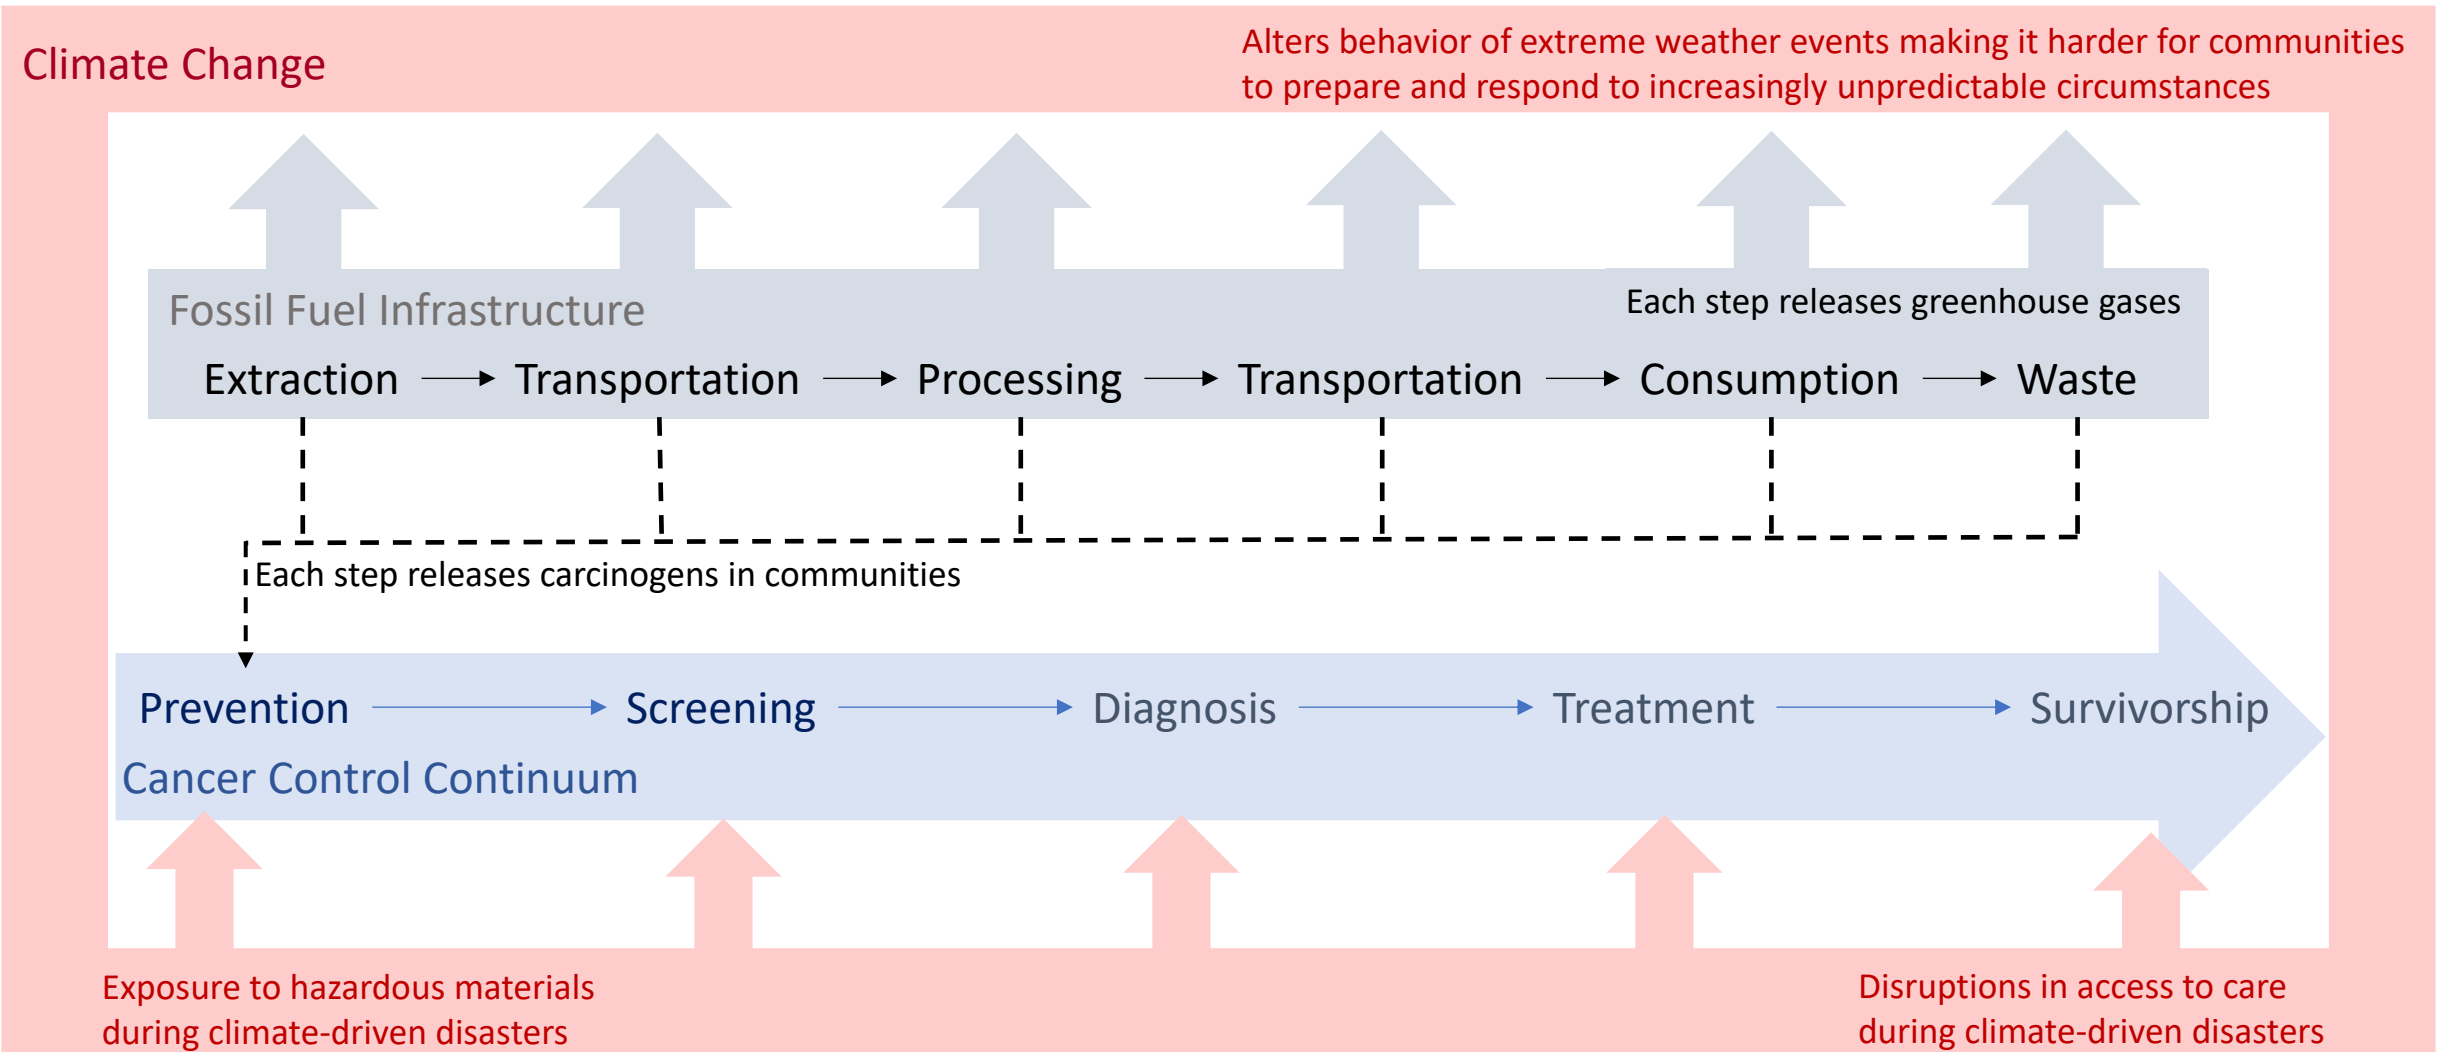 Climate Change
Alters behavior of extreme weather events making it harder for communities
to prepare and respond to increasingly unpredictable circumstances
Fossil Fuel Infrastructure
Each step releases greenhouse gases
Extraction Transportation Processing Transportation Consumption Waste
Each step releases carcinogens in communities
Prevention Screening Diagnosis Treatment Survivorship
Cancer Control Continuum
Exposure to hazardous materials
during climate-driven disasters
Disruptions in access to care
during climate-driven disasters